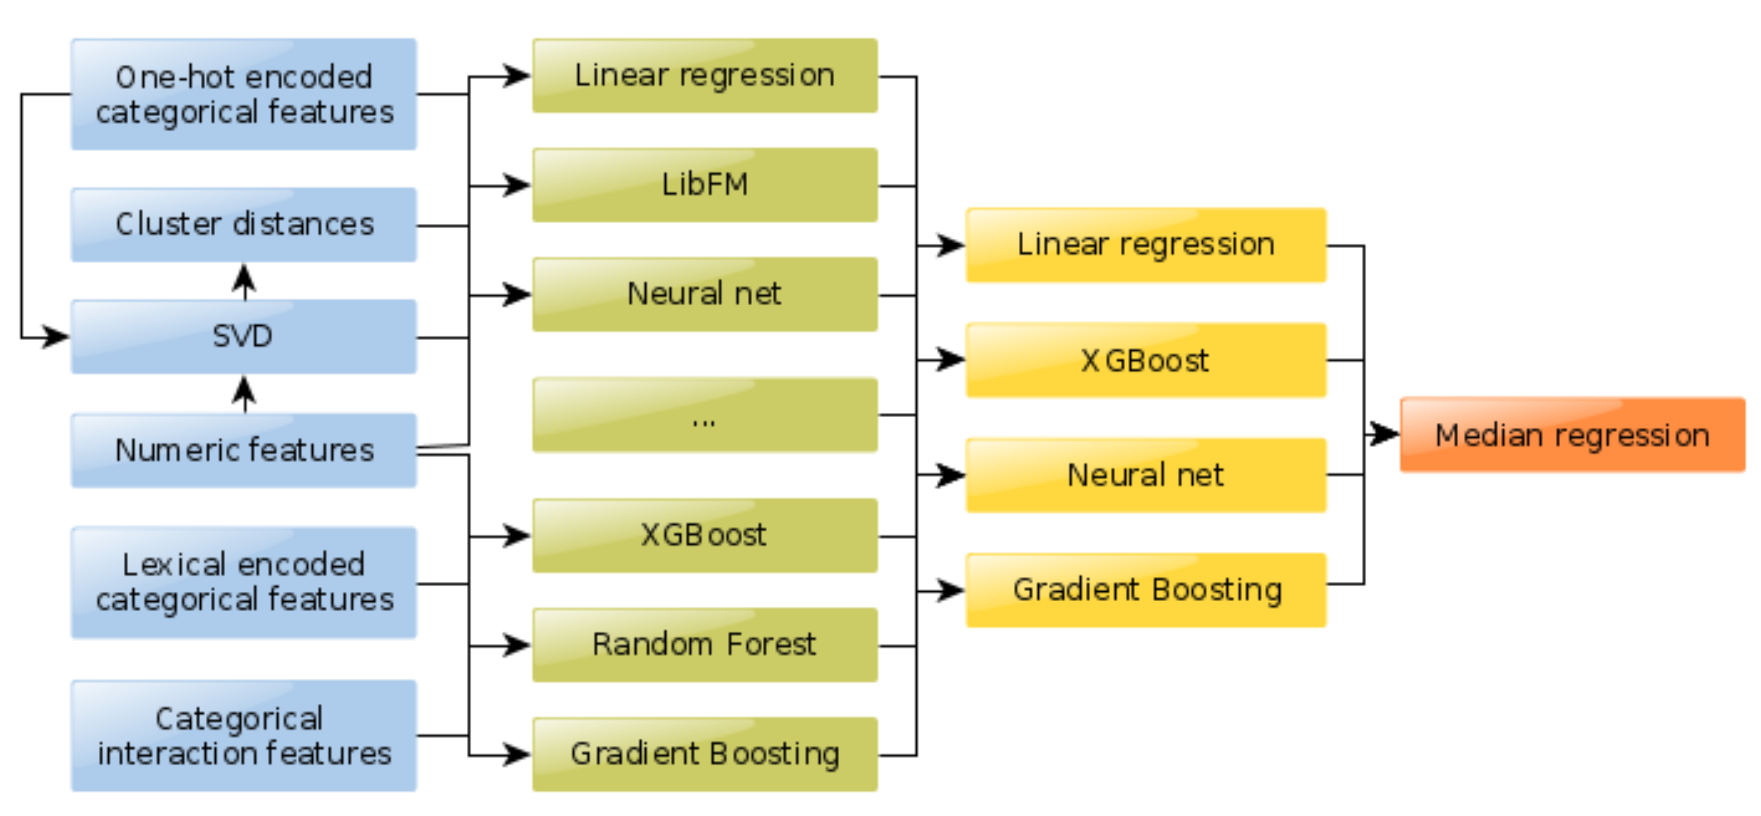 One-hot encoded
categorical features
Cluster distances
SVD
Numeric features
Lexical encoded
categorical features
Categorical
interaction features
Linear regression
LibFM
Neural net
...
XGBoost
Random Forest
Gradient Boosting
Linear regression
XGBoost
Neural net
Gradient Boosting
Median regression